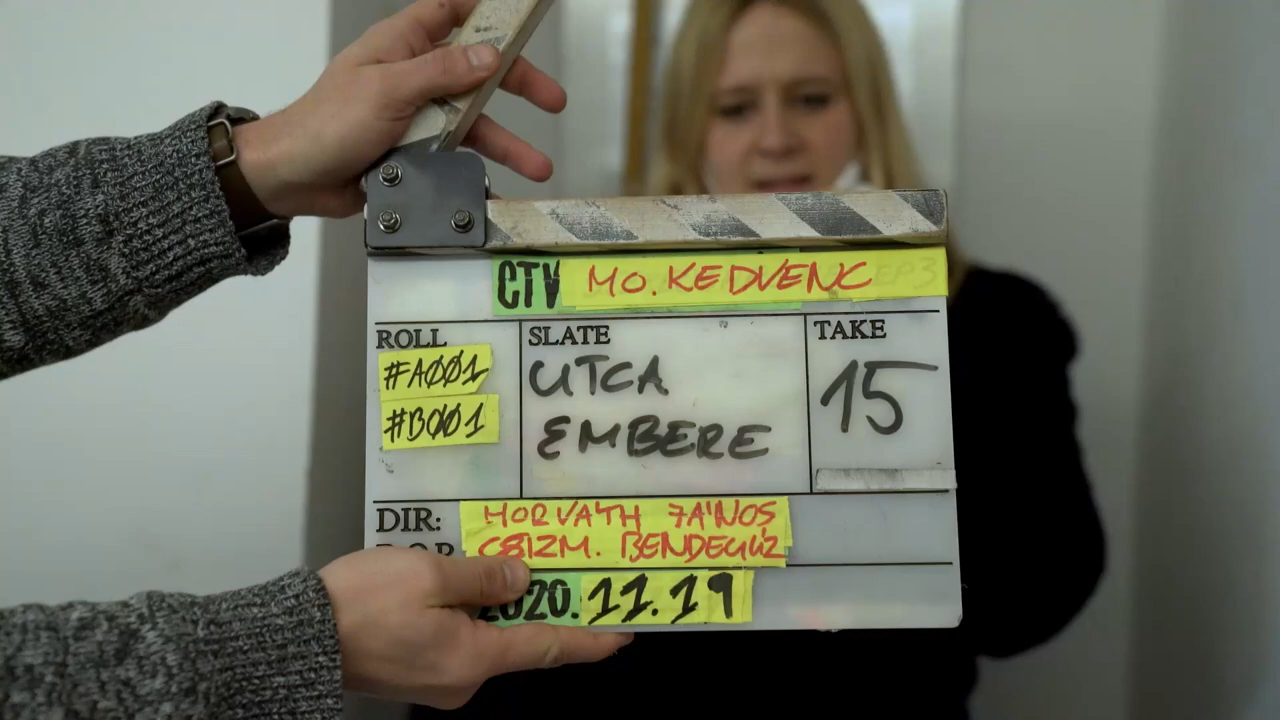 CTV MO. KEDVENC EP3
ROLL SLATE TAKE
#A001
#B001
UTCA
EMBERE
15
DIR: HORVÁTH JÁNOS
CSIZM. BENDEGÚZ
2020. 11.19